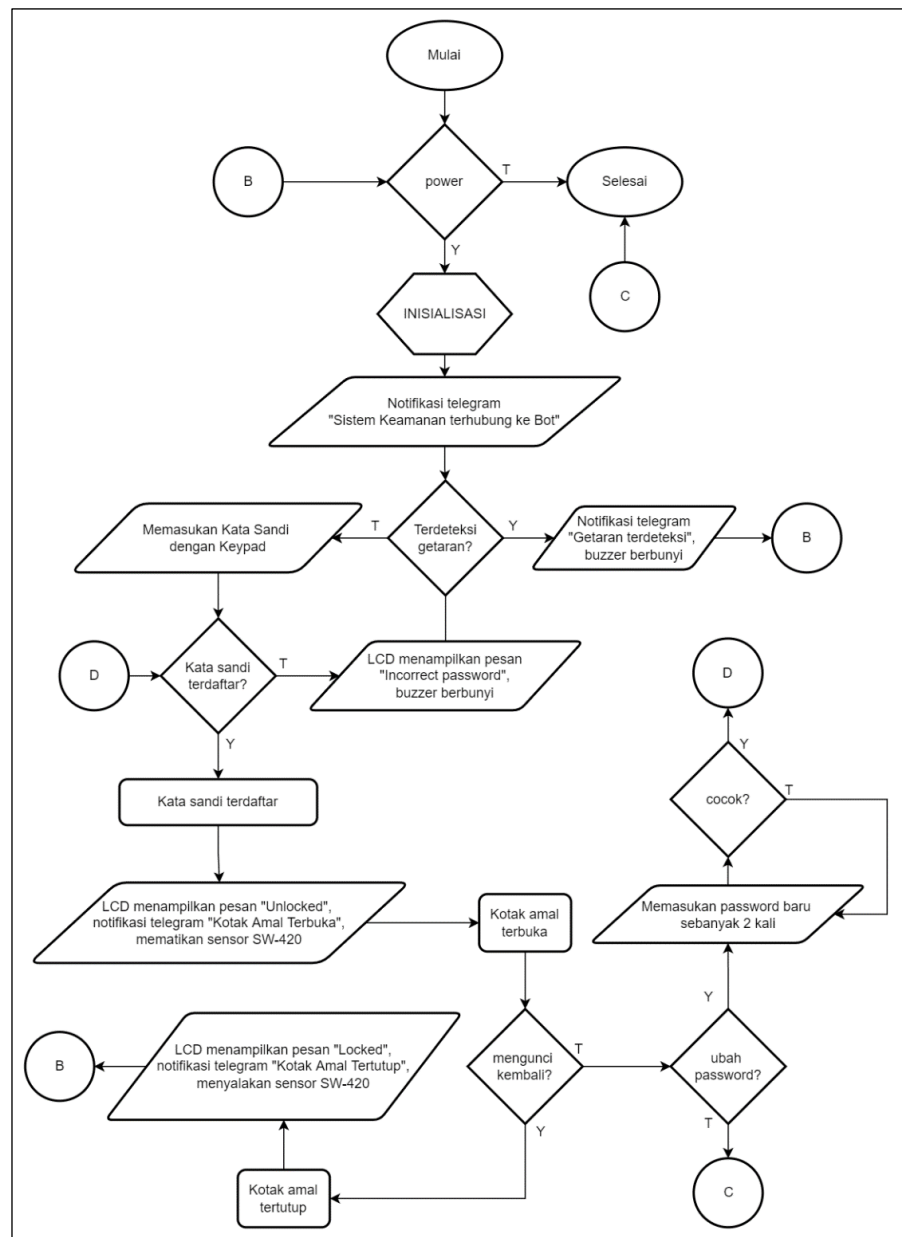 Mulai
B
power
T
Selesai
Y
C
INISIALISASI
Notifikasi telegram
"Sistem Keamanan terhubung ke Bot"
Memasukan Kata Sandi
dengan Keypad
T
Terdeteksi
getaran?
Y
Notifikasi telegram
"Getaran terdeteksi",
buzzer berbunyi
B
D
Kata sandi
terdaftar?
T
LCD menampilkan pesan
"Incorrect password",
buzzer berbunyi
Y
D
Y
cocok?
T
Kata sandi terdaftar
LCD menampilkan pesan "Unlocked",
notifikasi telegram "Kotak Amal Terbuka",
mematikan sensor SW-420
Kotak amal
terbuka
Memasukan password baru
sebanyak 2 kali
Y
B
LCD menampilkan pesan "Locked",
notifikasi telegram "Kotak Amal Tertutup",
menyalakan sensor SW-420
mengunci
kembali?
T
ubah
password?
Y
T
Kotak amal
tertutup
C